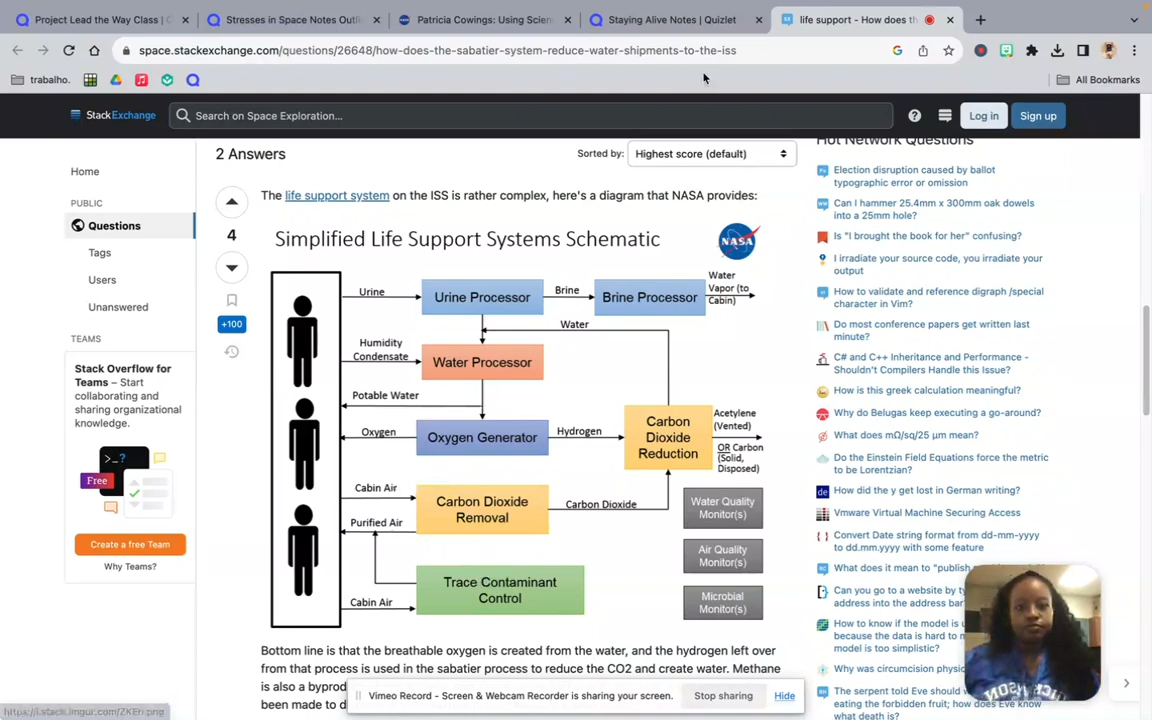 Project Lead the Way Class |
Stresses in Space Notes Outli
Patricia Cowings: Using Scien
Staying Alive Notes | Quizlet
life support - How does th
space.stackexchange.com/questions/26648/how-does-the-sabatier-system-reduce-water-shipments-to-the-iss
trabalho.
All Bookmarks
StackExchange
Search on Space Exploration...
Log in
Sign up
Home
PUBLIC
Questions
Tags
Users
Unanswered
TEAMS
Stack Overflow for
Teams – Start
collaborating and
sharing organizational
knowledge.
Free
Create a free Team
Why Teams?
2 Answers
Sorted by:
Highest score (default)
4
+100
The life support system on the ISS is rather complex, here's a diagram that NASA provides:
Simplified Life Support Systems Schematic
NASA
Urine
Urine Processor
Brine
Brine Processor
Water
Vapor (to
Cabin)
Water
Humidity
Condensate
Water Processor
Potable Water
Oxygen
Oxygen Generator
Hydrogen
Carbon
Dioxide
Reduction
Acetylene
(Vented)
OR Carbon
(Solid,
Disposed)
Cabin Air
Carbon Dioxide
Removal
Carbon Dioxide
Purified Air
Trace Contaminant
Control
Cabin Air
Water Quality
Monitor(s)
Air Quality
Monitor(s)
Microbial
Monitor(s)
Bottom line is that the breathable oxygen is created from the water, and the hydrogen left over
from that process is used in the sabatier process to reduce the CO2 and create water. Methane
is also a byprod
been made to d
Hot Network Questions
Election disruption caused by ballot
typographic error or omission
Can I hammer 25.4mm x 300mm oak dowels
into a 25mm hole?
Is "I brought the book for her" confusing?
I irradiate your source code, you irradiate your
output
How to validate and reference digraph /special
character in Vim?
Do most conference papers get written last
minute?
C# and C++ Inheritance and Performance -
Shouldn't Compilers Handle this Issue?
How is this greek calculation meaningful?
Why do Belugas keep executing a go-around?
What does mΩ/sq/25 μm mean?
Do the Einstein Field Equations force the metric
to be Lorentzian?
How did the y get lost in German writing?
Vmware Virtual Machine Securing Access
Convert Date string format from dd-mm-yyyy
to dd.mm.yyyy with some feature
What does it mean to "publish
Can you go to a website by ty
address into the address bar
How to know if the model is u
because the data is hard to m
model is too simplistic?
Why was circumcision physic
The serpent told Eve should w
eating the forbidden fruit; how
does Eve know
what death is?
Vimeo Record - Screen & Webcam Recorder is sharing your screen.
Stop sharing
Hide
https://i.stack.imgur.com/ZKEri.png